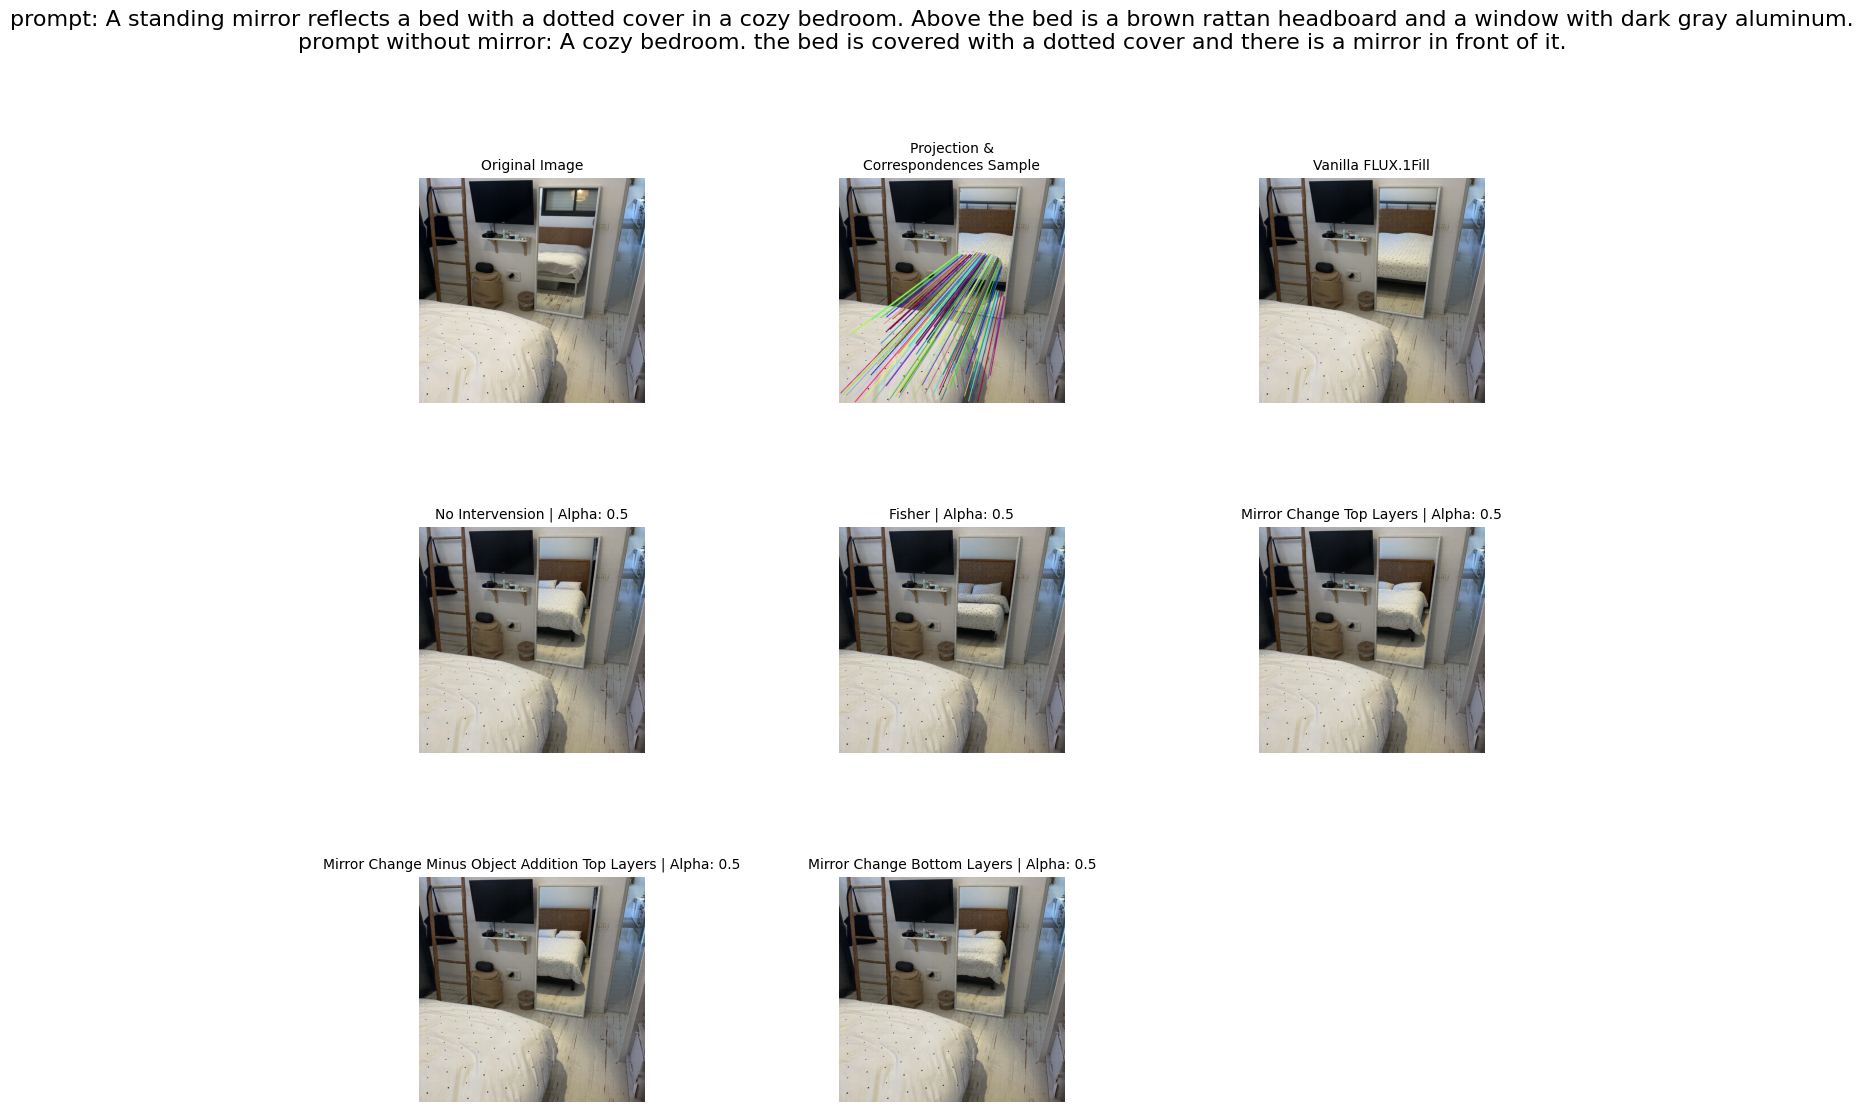 prompt: A standing mirror reflects a bed with a dotted cover in a cozy bedroom. Above the bed is a brown rattan headboard and a window with dark gray aluminum.
prompt without mirror: A cozy bedroom. the bed is covered with a dotted cover and there is a mirror in front of it.
Original Image
Projection &
Correspondences Sample
Vanilla FLUX.1Fill
No Intervension | Alpha: 0.5
Fisher | Alpha: 0.5
Mirror Change Top Layers | Alpha: 0.5
Mirror Change Minus Object Addition Top Layers | Alpha: 0.5
Mirror Change Bottom Layers | Alpha: 0.5